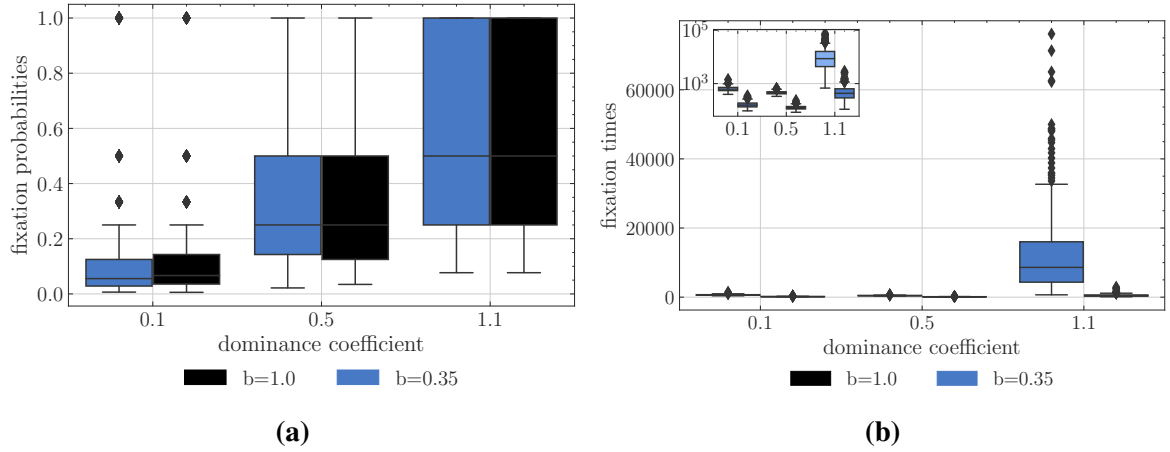 1.0
0.8
0.6
0.4
0.2
0.0
fixation probabilities
0.1 0.5 1.1
dominance coefficient
b=1.0 b=0.35
(a)
10^5
10^3
0.1 0.5 1.1
60000
40000
20000
0
fixation times
0.1 0.5 1.1
dominance coefficient
b=1.0 b=0.35
(b)